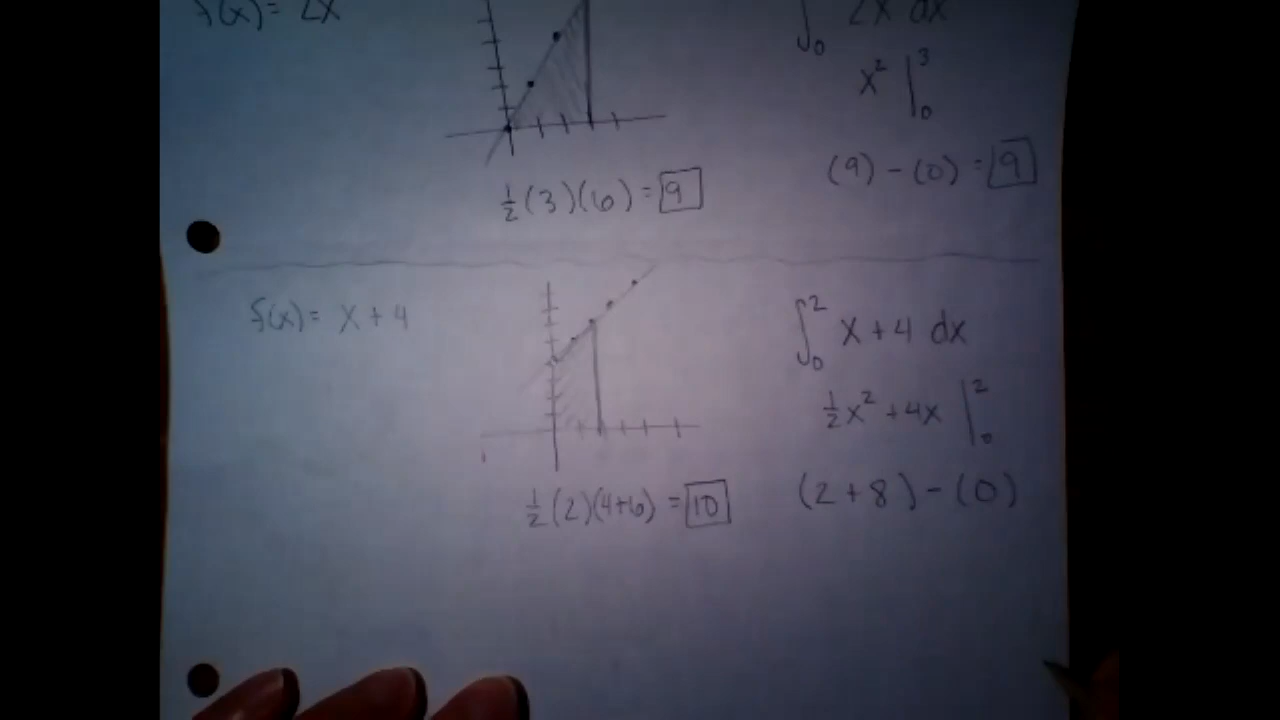 f(x) = 2x
∫₀ 2x dx
x² |₀³
(9) - (0) = 9
½(3)(6) = 9
f(x) = x + 4
∫₀² x + 4 dx
½x² + 4x |₀²
(2 + 8) - (0)
½(2)(4+6) = 10